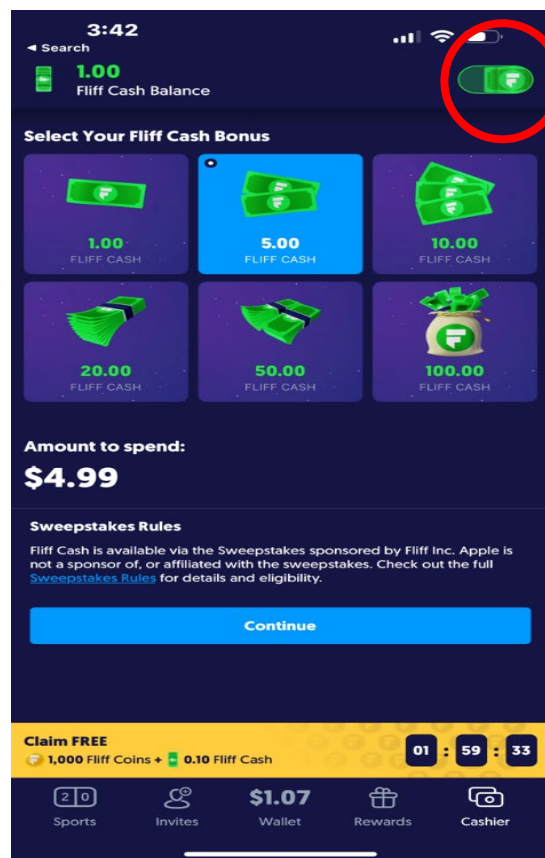 3:42
◄ Search
1.00
Fliff Cash Balance
Select Your Fliff Cash Bonus
1.00
FLIFF CASH
5.00
FLIFF CASH
10.00
FLIFF CASH
20.00
FLIFF CASH
50.00
FLIFF CASH
100.00
FLIFF CASH
Amount to spend:
$4.99
Sweepstakes Rules
Fliff Cash is available via the Sweepstakes sponsored by Fliff Inc. Apple is
not a sponsor of, or affiliated with the sweepstakes. Check out the full
Sweepstakes Rules for details and eligibility.
Continue
Claim FREE
1,000 Fliff Coins + 0.10 Fliff Cash
01 : 59 : 33
2 0
$1.07
Sports
Invites
Wallet
Rewards
Cashier